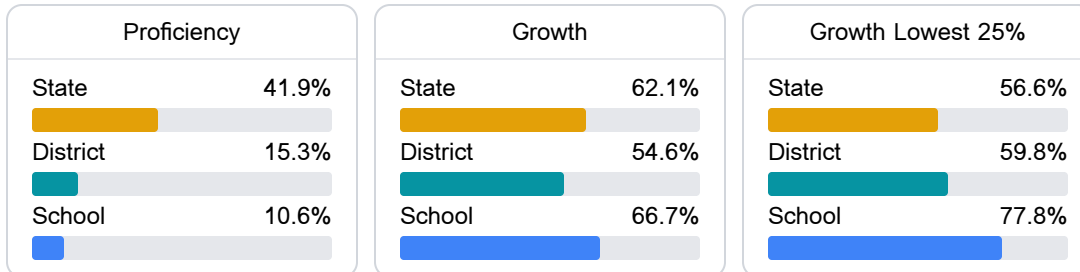 Proficiency
State 41.9%
District 15.3%
School 10.6%
Growth
State 62.1%
District 54.6%
School 66.7%
Growth Lowest 25%
State 56.6%
District 59.8%
School 77.8%